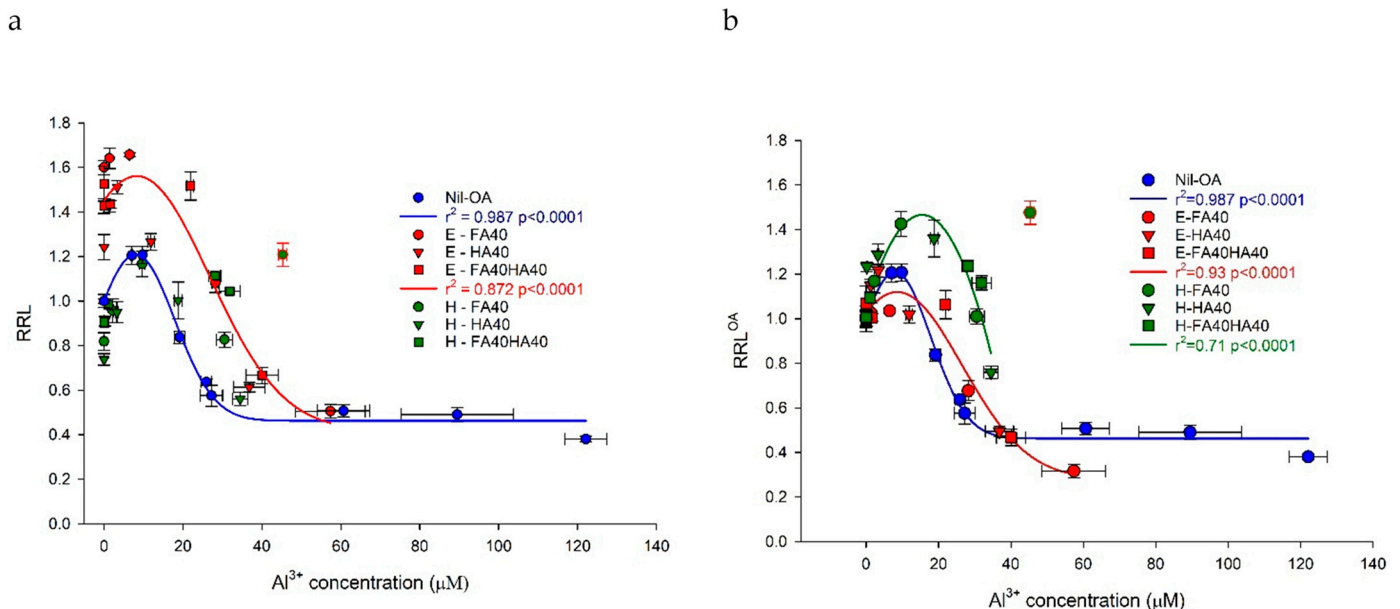 a
1.8
1.6
1.4
1.2
1.0
0.8
0.6
0.4
0.2
0.0
RRL
0 20 40 60 80 100 120 140
Al³⁺ concentration (μM)
Nil-OA
r² = 0.987 p<0.0001
E - FA40
E - HA40
E - FA40HA40
r² = 0.872 p<0.0001
H - FA40
H - HA40
H - FA40HA40
b
1.8
1.6
1.4
1.2
1.0
0.8
0.6
0.4
0.2
0.0
RRLᴼᴬ
0 20 40 60 80 100 120 140
Al³⁺ concentration (μM)
Nil-OA
r²=0.987 p<0.0001
E-FA40
E-HA40
E-FA40HA40
r²=0.93 p<0.0001
H-FA40
H-HA40
H-FA40HA40
r²=0.71 p<0.0001